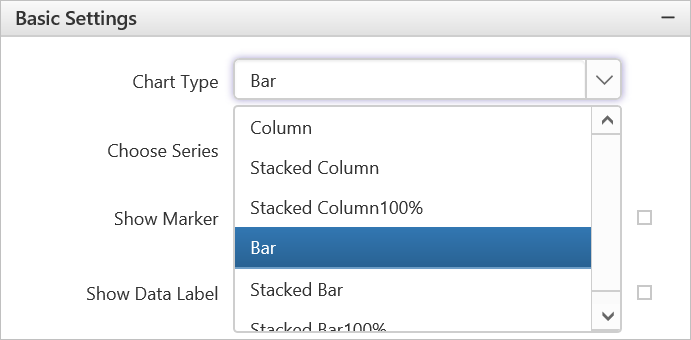 Basic Settings
Chart Type
Bar
Column
Choose Series
Stacked Column
Stacked Column100%
Show Marker
Bar
Show Data Label
Stacked Bar
Stacked Bar100%